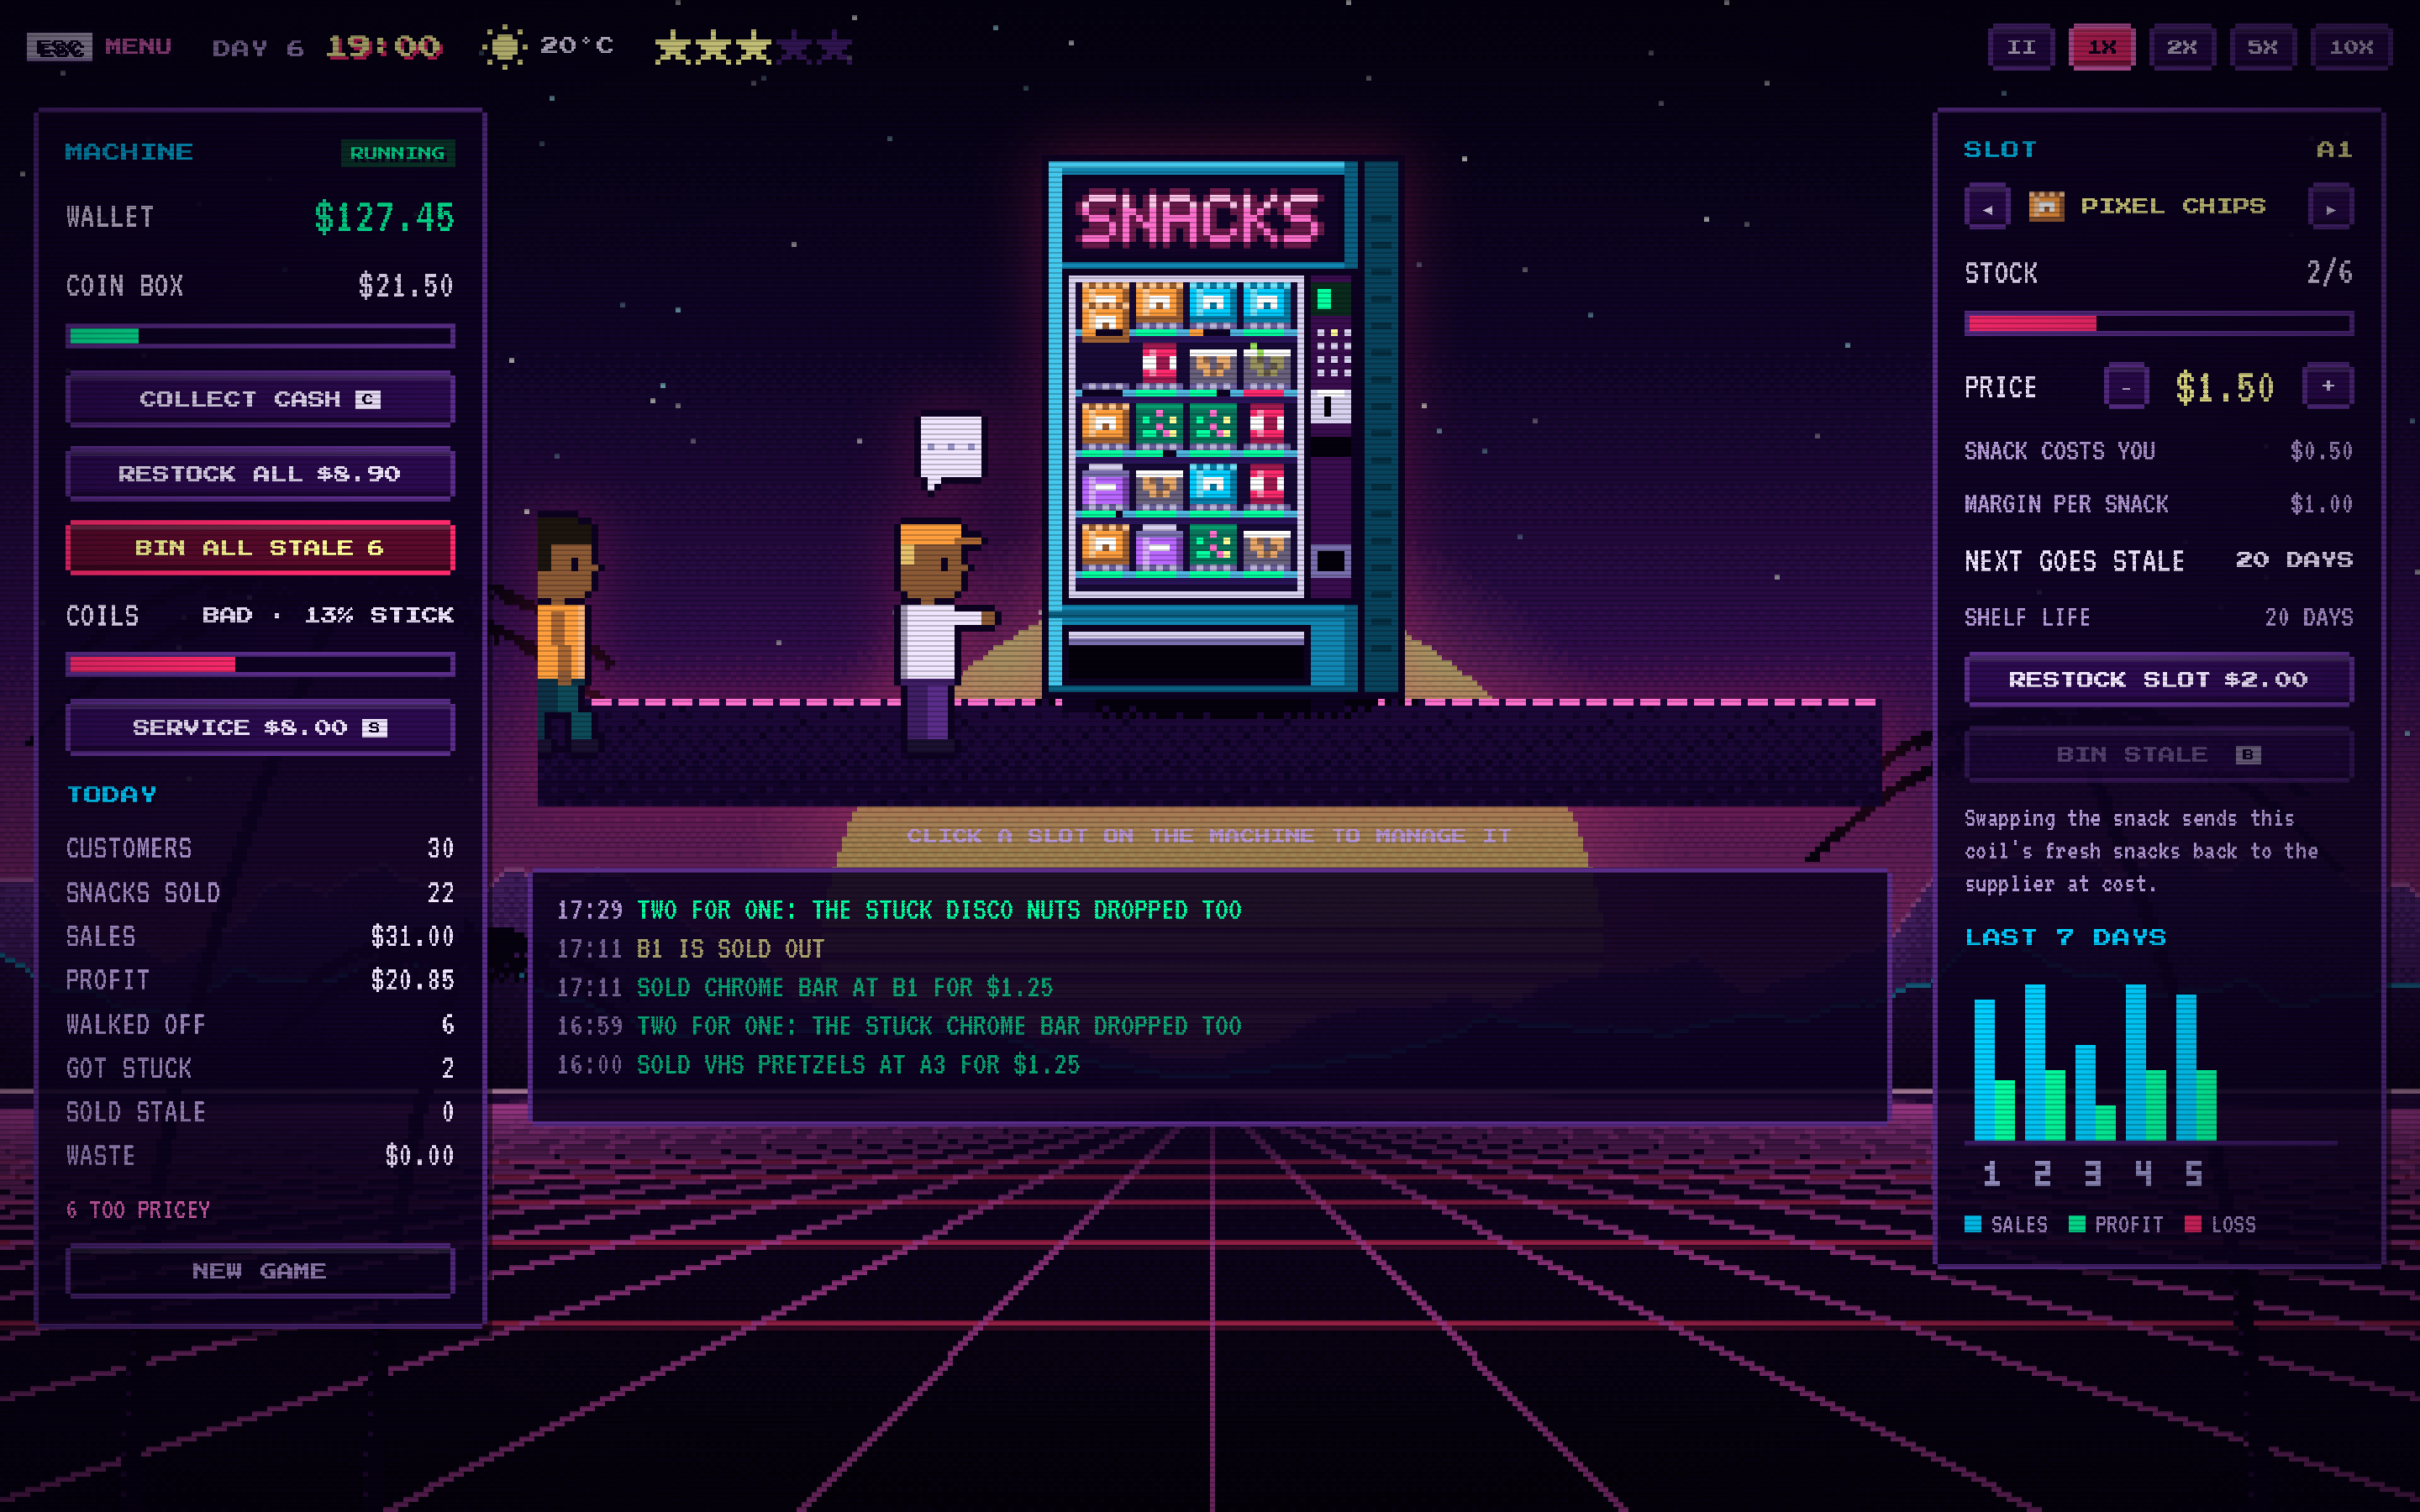 ESC MENU DAY 6 19:00 20°C
II 1X 2X 5X 10X
MACHINE RUNNING
WALLET $127.45
COIN BOX $21.50
COLLECT CASH C
RESTOCK ALL $8.90
BIN ALL STALE 6
COILS BAD · 13% STICK
SERVICE $8.00 S
TODAY
CUSTOMERS 30
SNACKS SOLD 22
SALES $31.00
PROFIT $20.85
WALKED OFF 6
GOT STUCK 2
SOLD STALE 0
WASTE $0.00
6 TOO PRICEY
NEW GAME
SNACKS
CLICK A SLOT ON THE MACHINE TO MANAGE IT
17:29 TWO FOR ONE: THE STUCK DISCO NUTS DROPPED TOO
17:11 B1 IS SOLD OUT
17:11 SOLD CHROME BAR AT B1 FOR $1.25
16:59 TWO FOR ONE: THE STUCK CHROME BAR DROPPED TOO
16:00 SOLD VHS PRETZELS AT A3 FOR $1.25
SLOT A1
PIXEL CHIPS
STOCK 2/6
PRICE - $1.50 +
SNACK COSTS YOU $0.50
MARGIN PER SNACK $1.00
NEXT GOES STALE 20 DAYS
SHELF LIFE 20 DAYS
RESTOCK SLOT $2.00
BIN STALE B
Swapping the snack sends this
coil's fresh snacks back to the
supplier at cost.
LAST 7 DAYS
1 2 3 4 5
SALES PROFIT LOSS